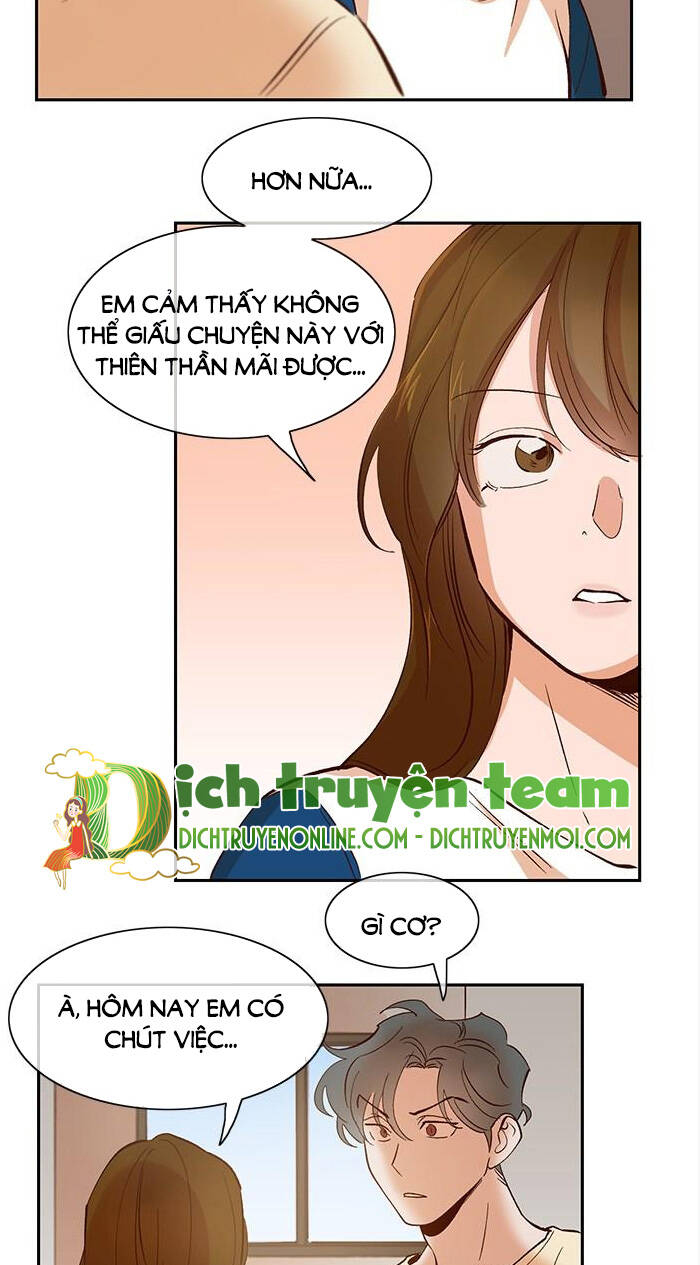 HƠN NỮA...
EM CẢM THẤY KHÔNG
THỂ GIẤU CHUYỆN NÀY VỚI
THIÊN THẦN MÃI ĐƯỢC...
Dịch truyện team
DICHTRUYENONLINE.COM - DICHTRUYENMOI.COM
GÌ CƠ?
À, HÔM NAY EM CÓ
CHÚT VIỆC...